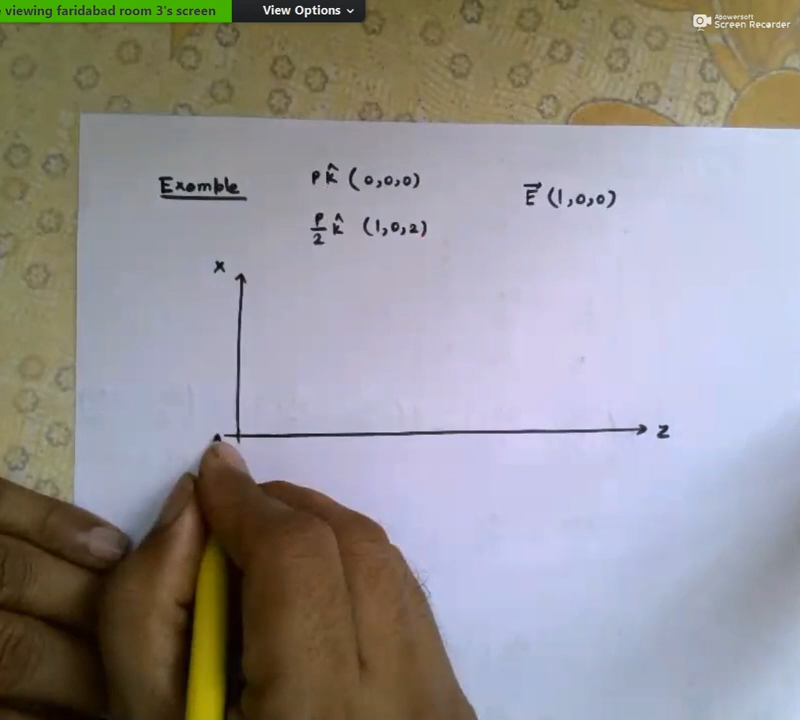 viewing faridabad room 3's screen
View Options
Apowersoft
Screen Recorder
Example
p k̂ (0,0,0)
E⃗ (1,0,0)
p/2 k̂ (1,0,2)
x
z